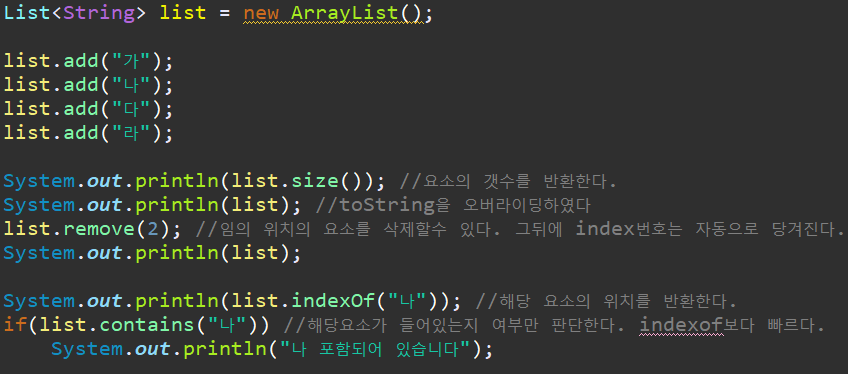 List<String> list = new ArrayList();
list.add("가");
list.add("나");
list.add("다");
list.add("라");
System.out.println(list.size()); //요소의 갯수를 반환한다.
System.out.println(list); //toString을 오버라이딩하였다
list.remove(2); //임의 위치의 요소를 삭제할수 있다. 그뒤에 index번호는 자동으로 당겨진다.
System.out.println(list);
System.out.println(list.indexOf("나")); //해당 요소의 위치를 반환한다.
if(list.contains("나")) //해당요소가 들어있는지 여부만 판단한다. indexof보다 빠르다.
System.out.println("나 포함되어 있습니다");